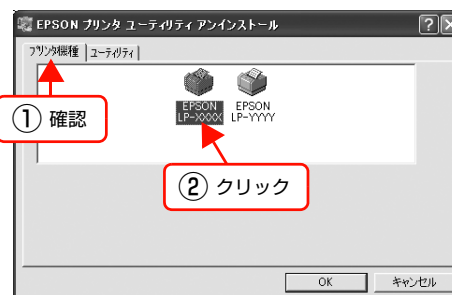 EPSON プリンタ ユーティリティ アンインストール
プリンタ機種 ユーティリティ
EPSON LP-XXXX
EPSON LP-YYYY
① 確認
② クリック
OK キャンセル